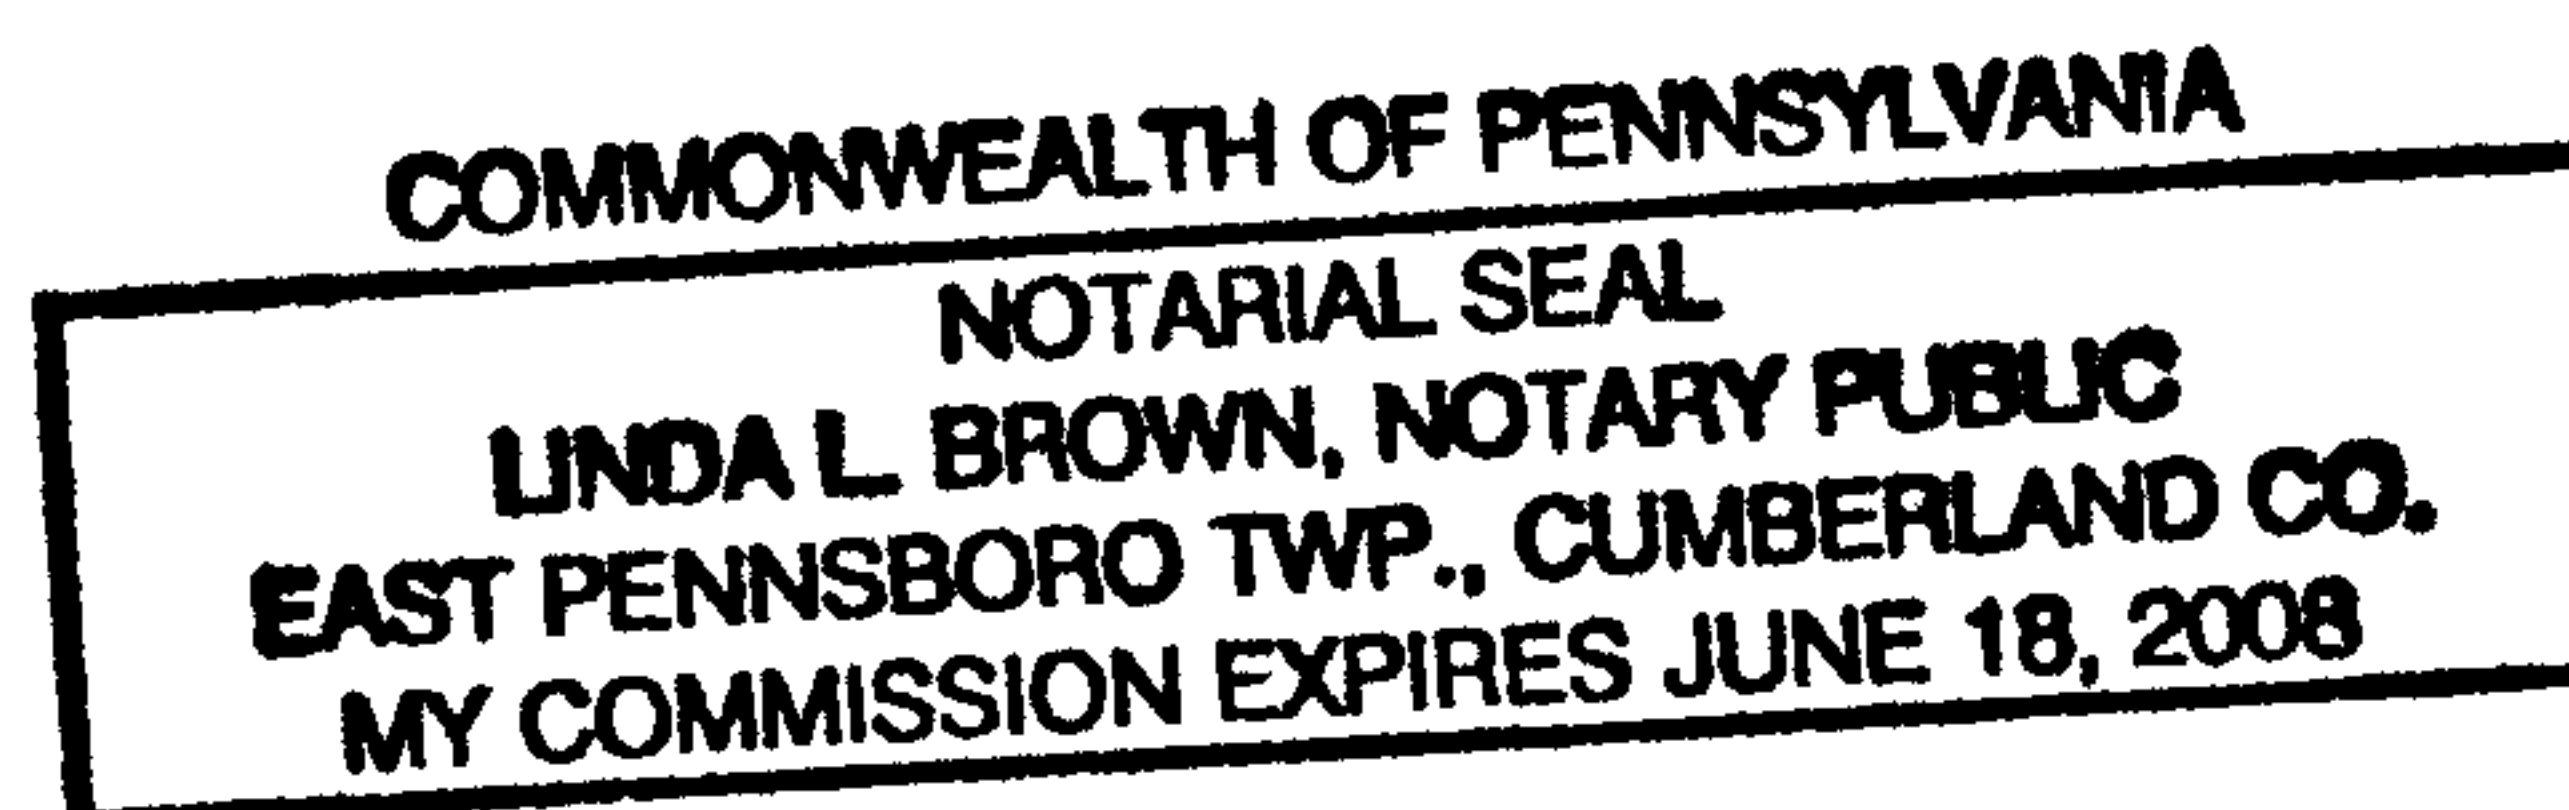 COMMONWEALTH OF PENNSYLVANIA
NOTARIAL SEAL
LINDA L. BROWN, NOTARY PUBLIC
EAST PENNSBORO TWP., CUMBERLAND CO.
MY COMMISSION EXPIRES JUNE 18, 2008